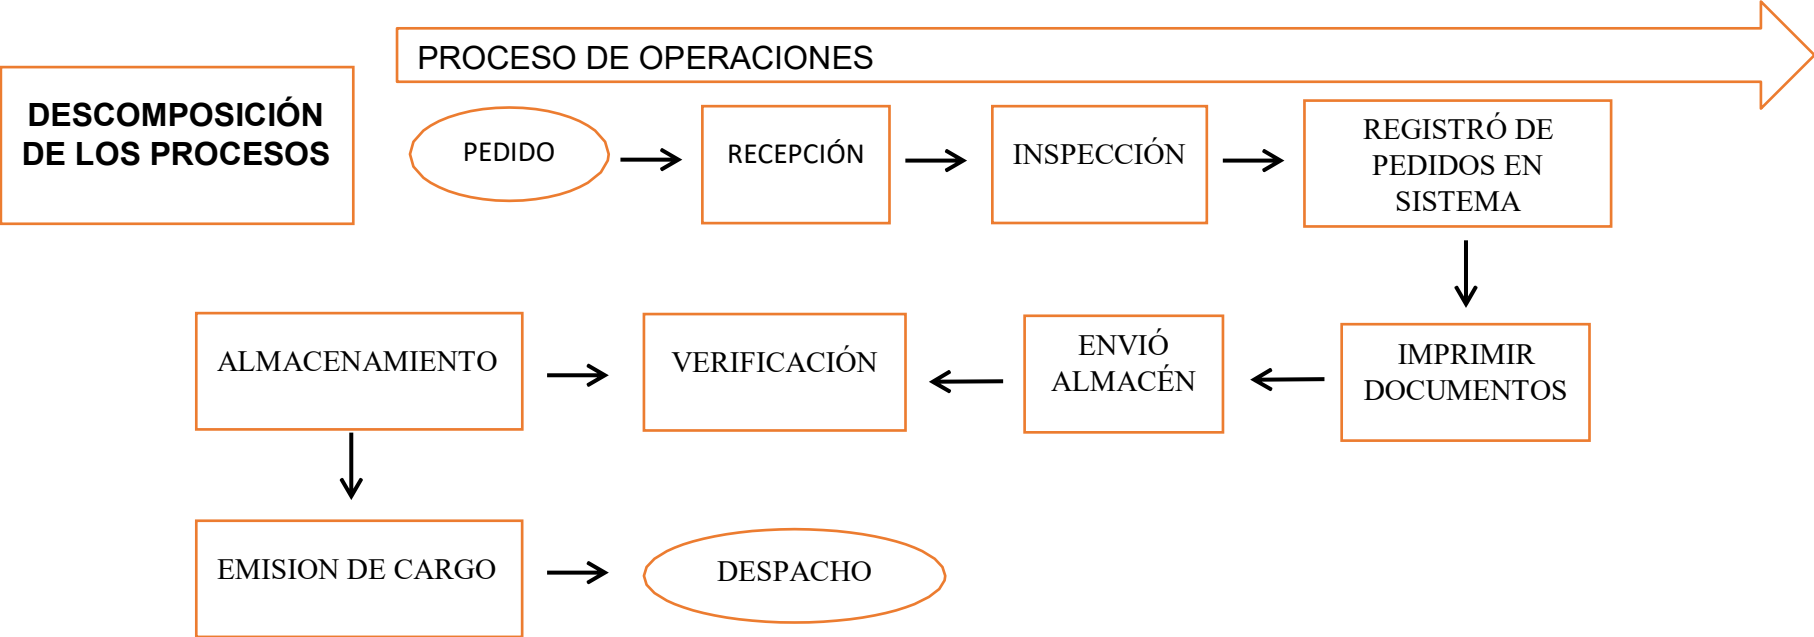 PROCESO DE OPERACIONES
DESCOMPOSICIÓN
DE LOS PROCESOS
PEDIDO
RECEPCIÓN
INSPECCIÓN
REGISTRÓ DE
PEDIDOS EN
SISTEMA
ALMACENAMIENTO
VERIFICACIÓN
ENVIÓ
ALMACÉN
IMPRIMIR
DOCUMENTOS
EMISION DE CARGO
DESPACHO